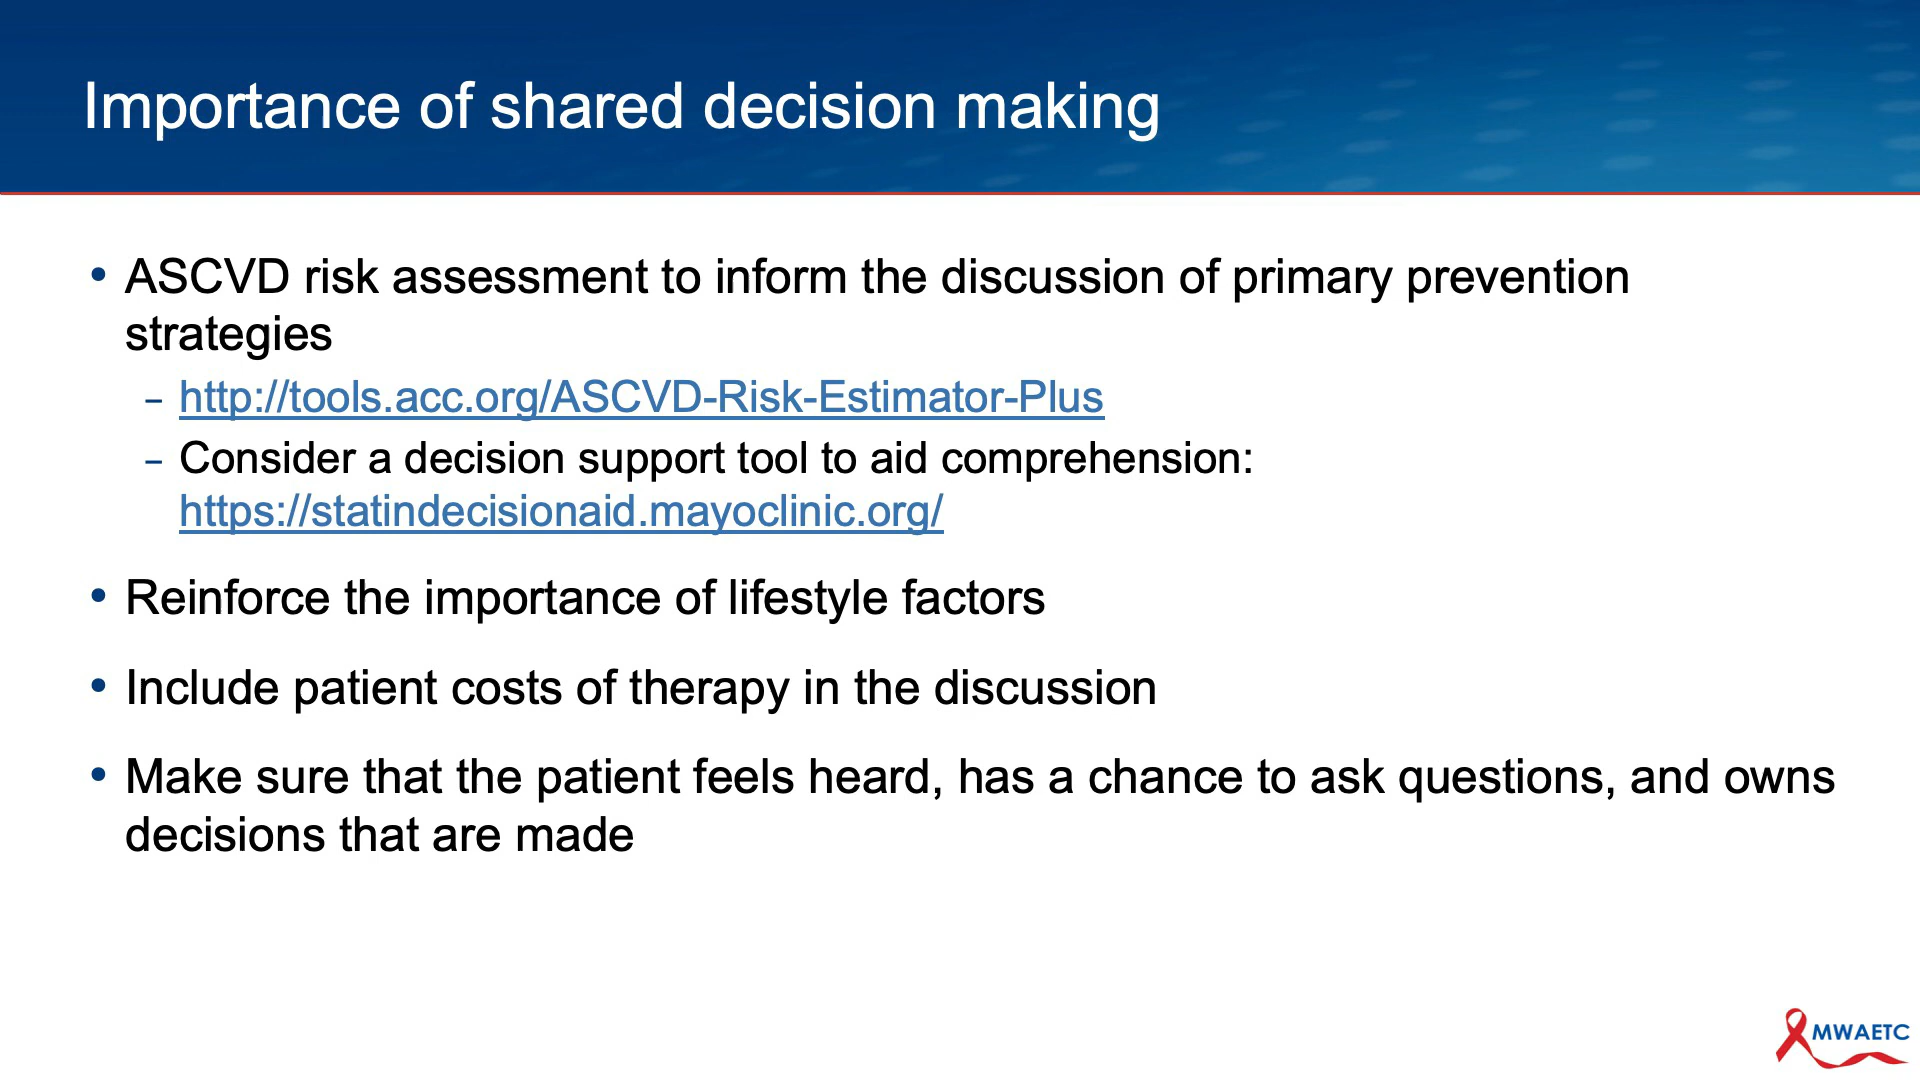 Importance of shared decision making
• ASCVD risk assessment to inform the discussion of primary prevention
strategies
– http://tools.acc.org/ASCVD-Risk-Estimator-Plus
– Consider a decision support tool to aid comprehension:
https://statindecisionaid.mayoclinic.org/
• Reinforce the importance of lifestyle factors
• Include patient costs of therapy in the discussion
• Make sure that the patient feels heard, has a chance to ask questions, and owns
decisions that are made
MWAETC